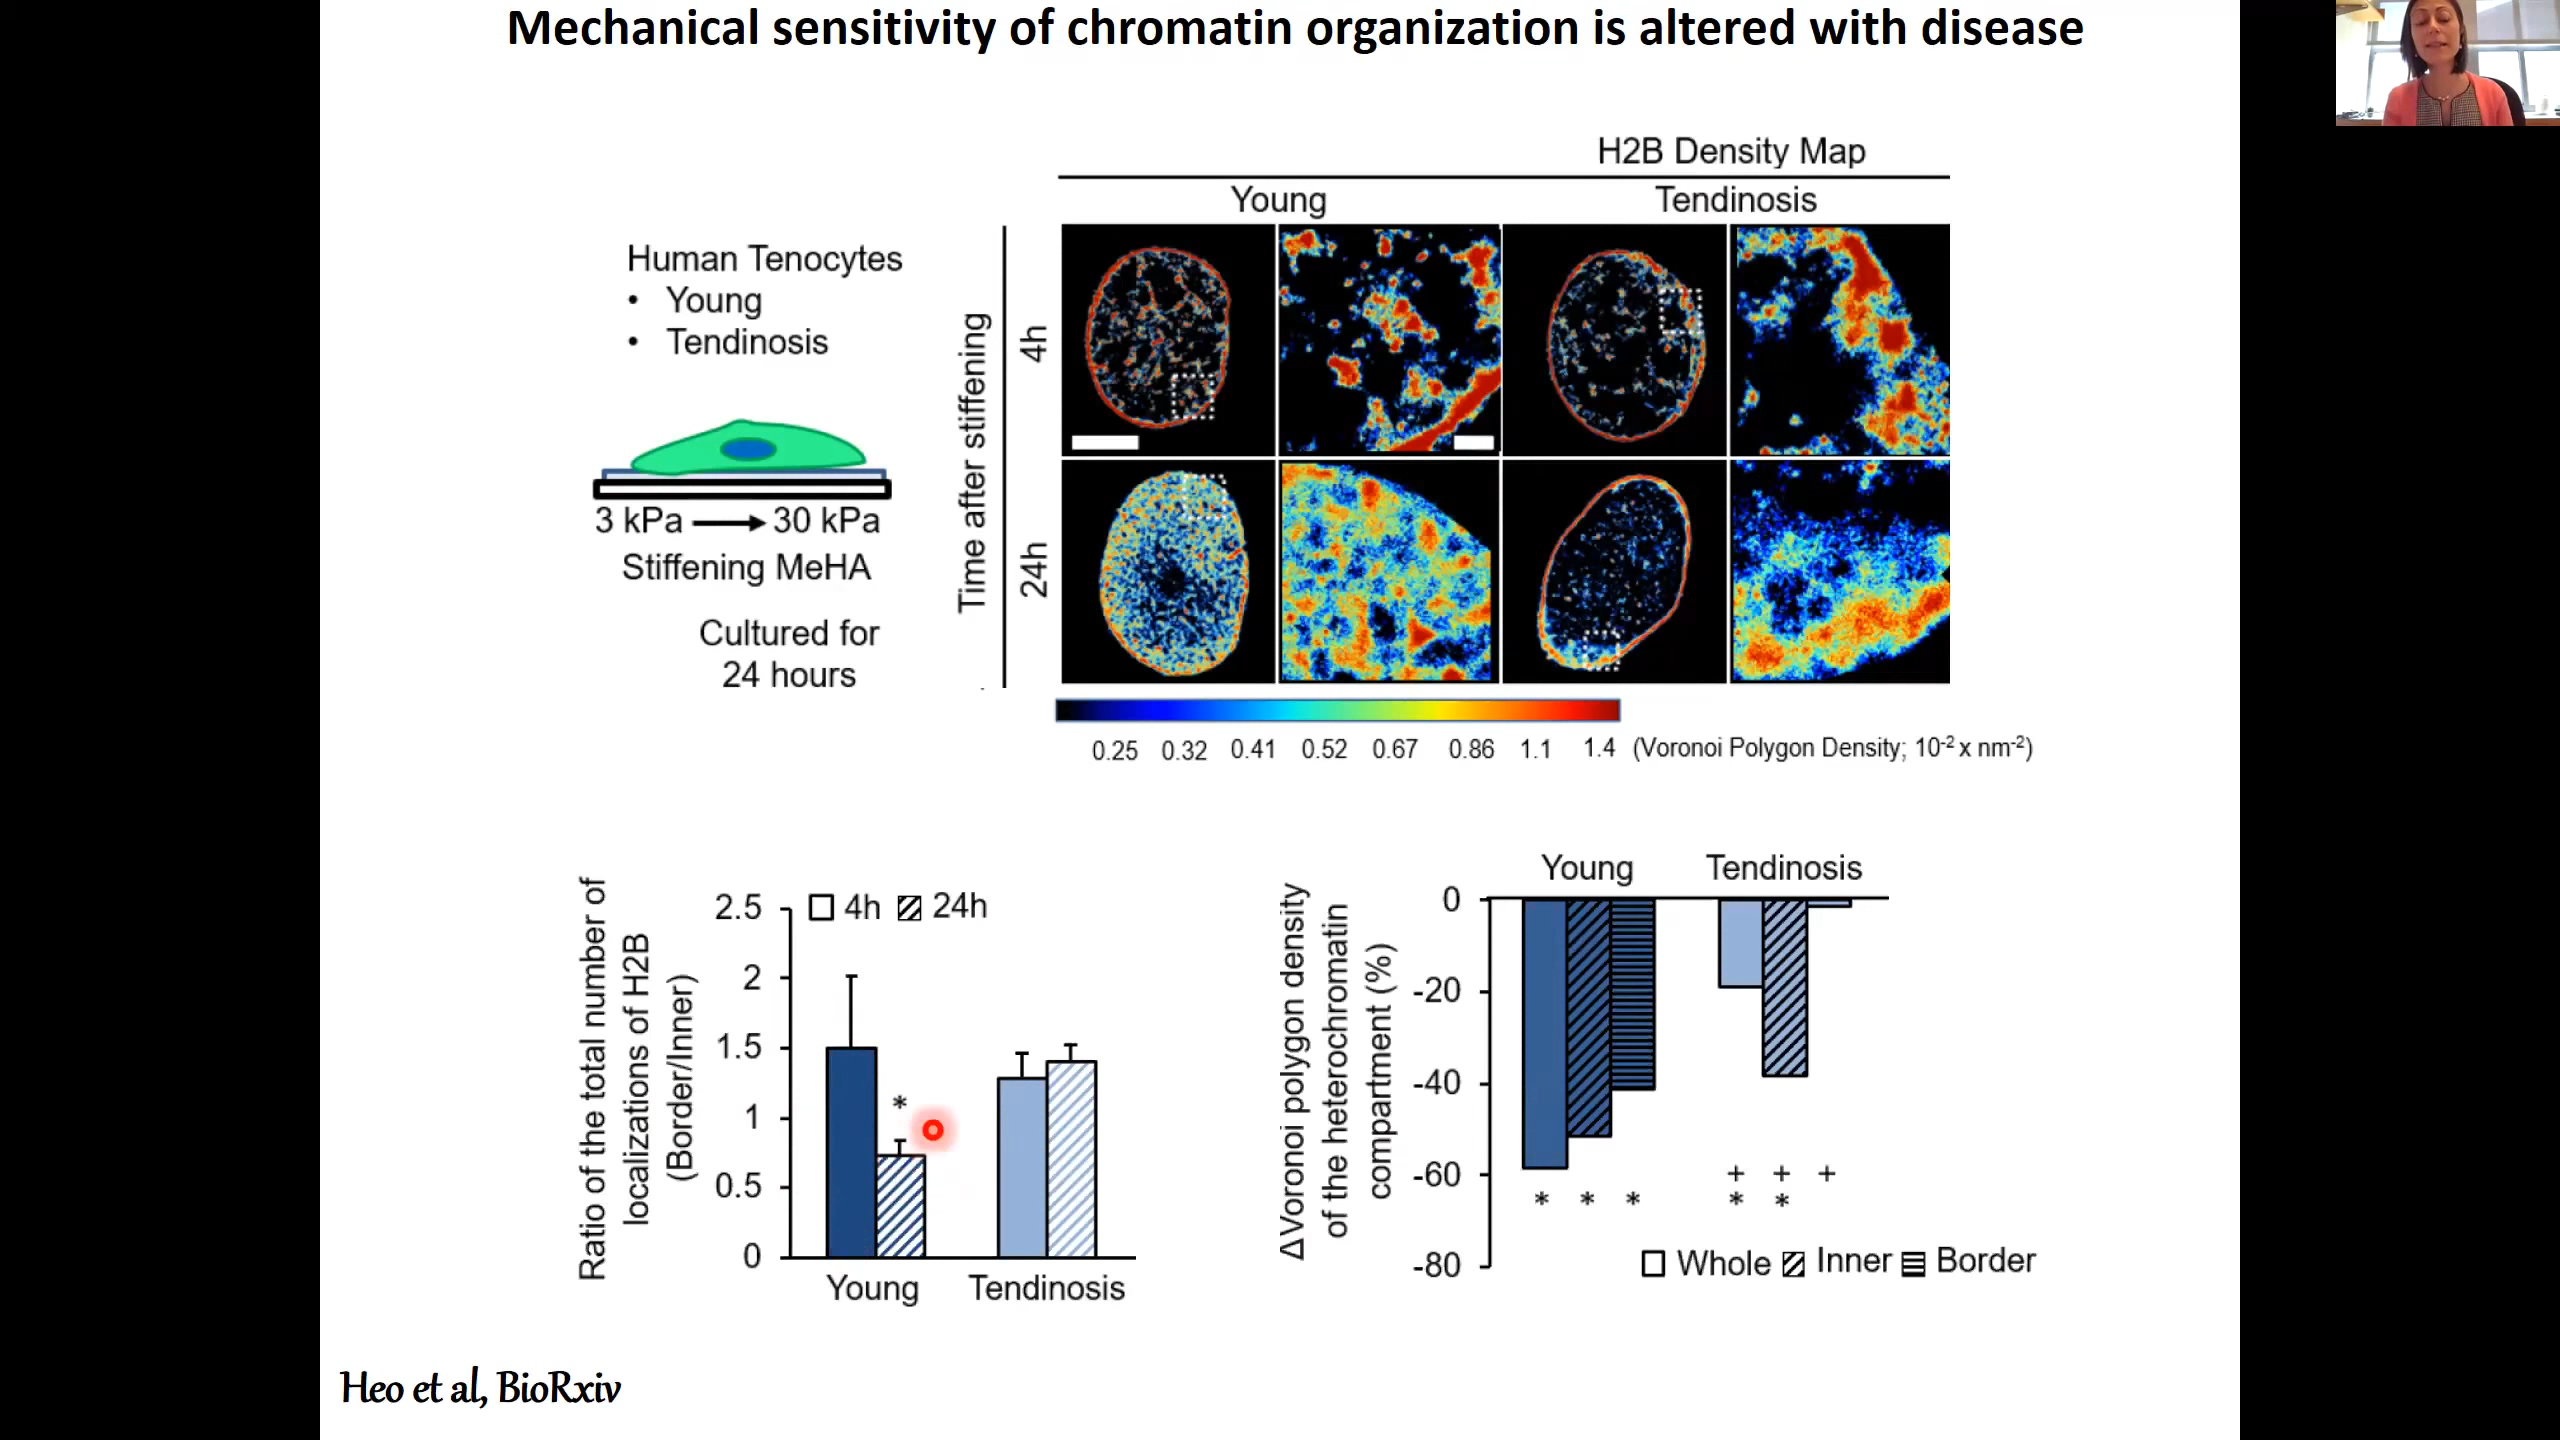 Mechanical sensitivity of chromatin organization is altered with disease
Human Tenocytes
• Young
• Tendinosis
3 kPa → 30 kPa
Stiffening MeHA
Cultured for
24 hours
H2B Density Map
Young Tendinosis
Time after stiffening
4h
24h
0.25 0.32 0.41 0.52 0.67 0.86 1.1 1.4 (Voronoi Polygon Density; 10⁻² x nm⁻²)
Ratio of the total number of
localizations of H2B
(Border/Inner)
4h 24h
2.5
2
1.5
1
0.5
0
*
Young Tendinosis
ΔVoronoi polygon density
of the heterochromatin
compartment (%)
Young Tendinosis
0
-20
-40
-60
-80
+ + +
* * * * *
Whole Inner Border
Heo et al, BioRxiv